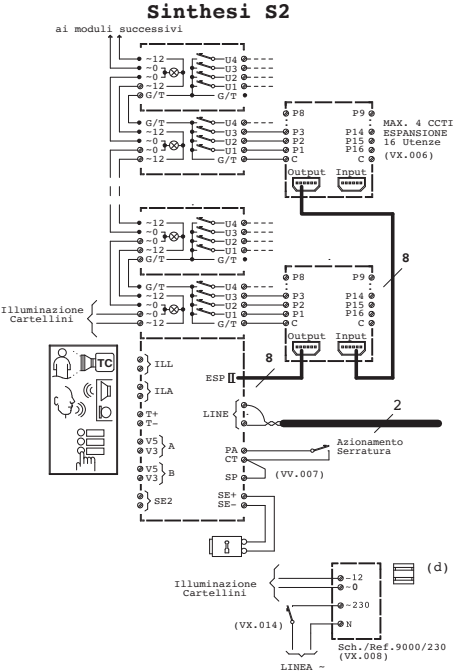 Sinthesi S2
ai moduli successivi
~12 U4
~0 U3
~0 U2
~12 U1
G/T G/T
P8 P9
G/T U4
~12 U3 P3 P14
~0 U2 P2 P15
~0 U1 P1 P16
~12 G/T C C
Output Input
MAX. 4 CCTI
ESPANSIONE
16 Utenze
(VX.006)
~12 U4
~0 U3
~0 U2
~12 U1
G/T G/T
8
P8 P9
G/T U4
~12 U3 P3 P14
~0 U2 P2 P15
~0 U1 P1 P16
~12 G/T C C
Output Input
Illuminazione
Cartellini
TC
ILL
ESP
8
ILA
T+
T-
LINE
2
V5
V3
A
PA
CT
Azionamento
Serratura
V5
V3
B
SP
(VV.007)
SE2
SE+
SE-
Illuminazione
Cartellini
-12
~0
~230
N
(d)
(VX.014)
Sch./Ref.9000/230
(VX.008)
LINEA ~